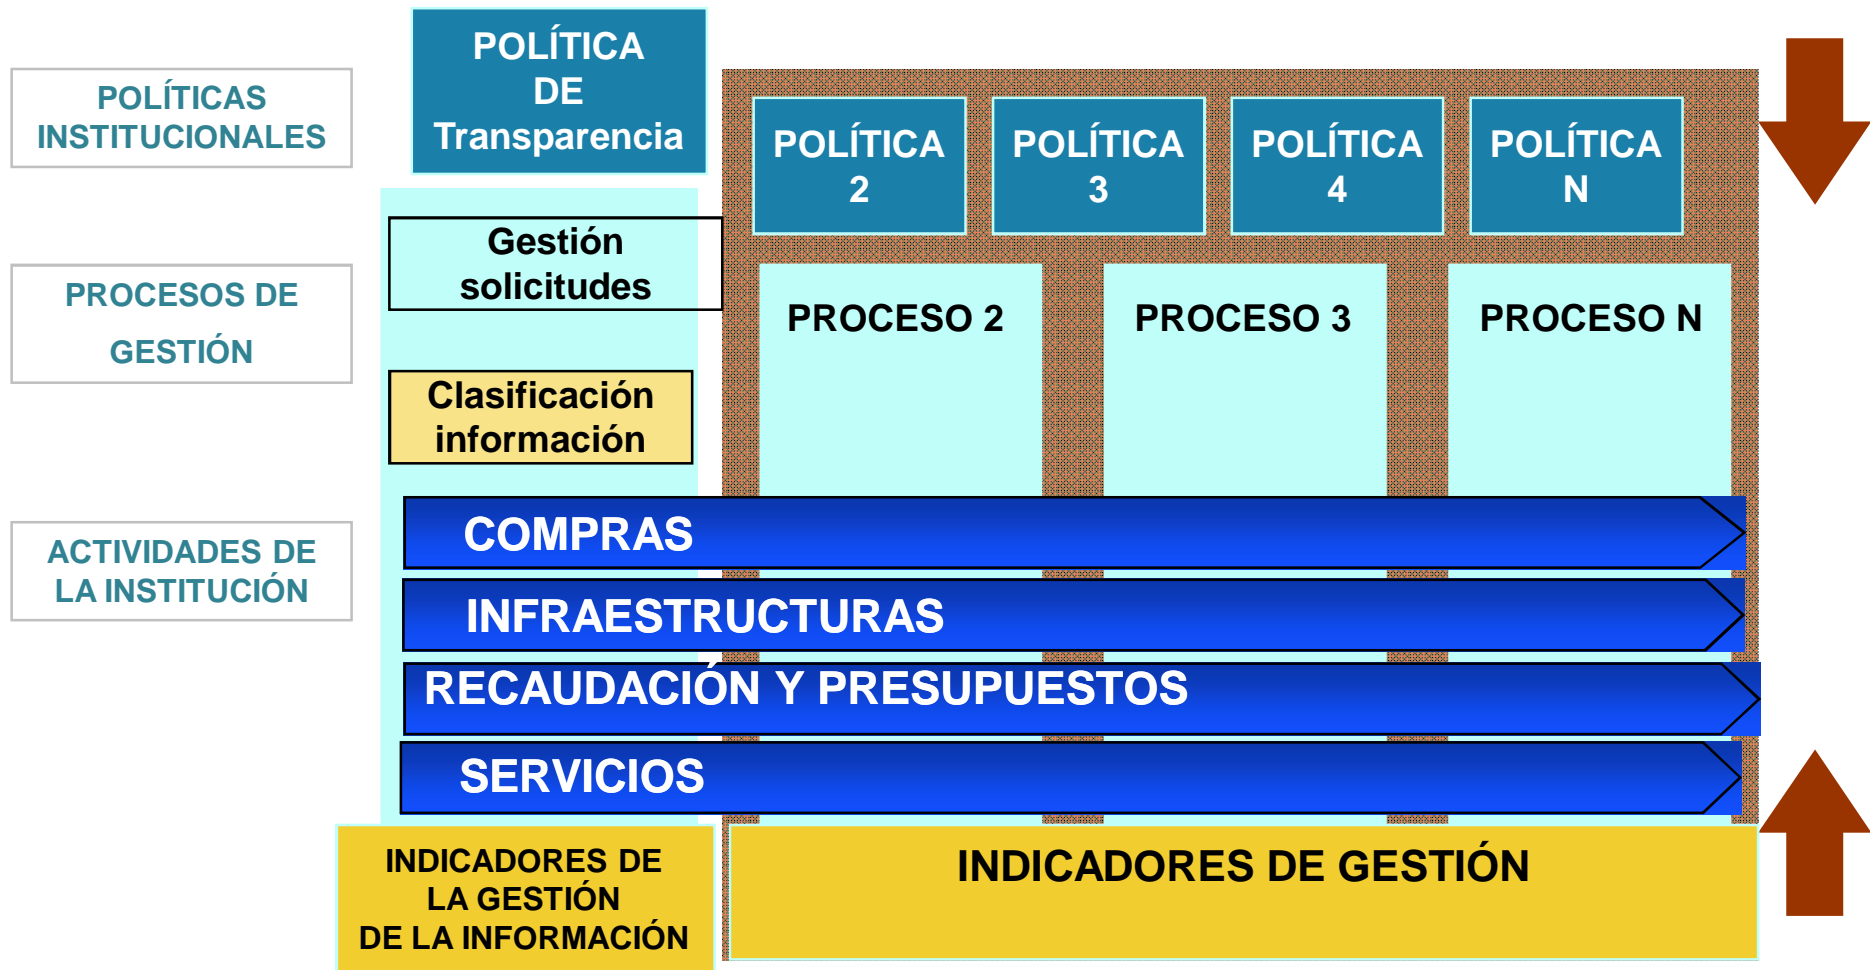 POLÍTICAS
INSTITUCIONALES
POLÍTICA
DE
Transparencia
POLÍTICA
2
POLÍTICA
3
POLÍTICA
4
POLÍTICA
N
PROCESOS DE
GESTIÓN
Gestión
solicitudes
Clasificación
información
PROCESO 2
PROCESO 3
PROCESO N
ACTIVIDADES DE
LA INSTITUCIÓN
COMPRAS
INFRAESTRUCTURAS
RECAUDACIÓN Y PRESUPUESTOS
SERVICIOS
INDICADORES DE
LA GESTIÓN
DE LA INFORMACIÓN
INDICADORES DE GESTIÓN